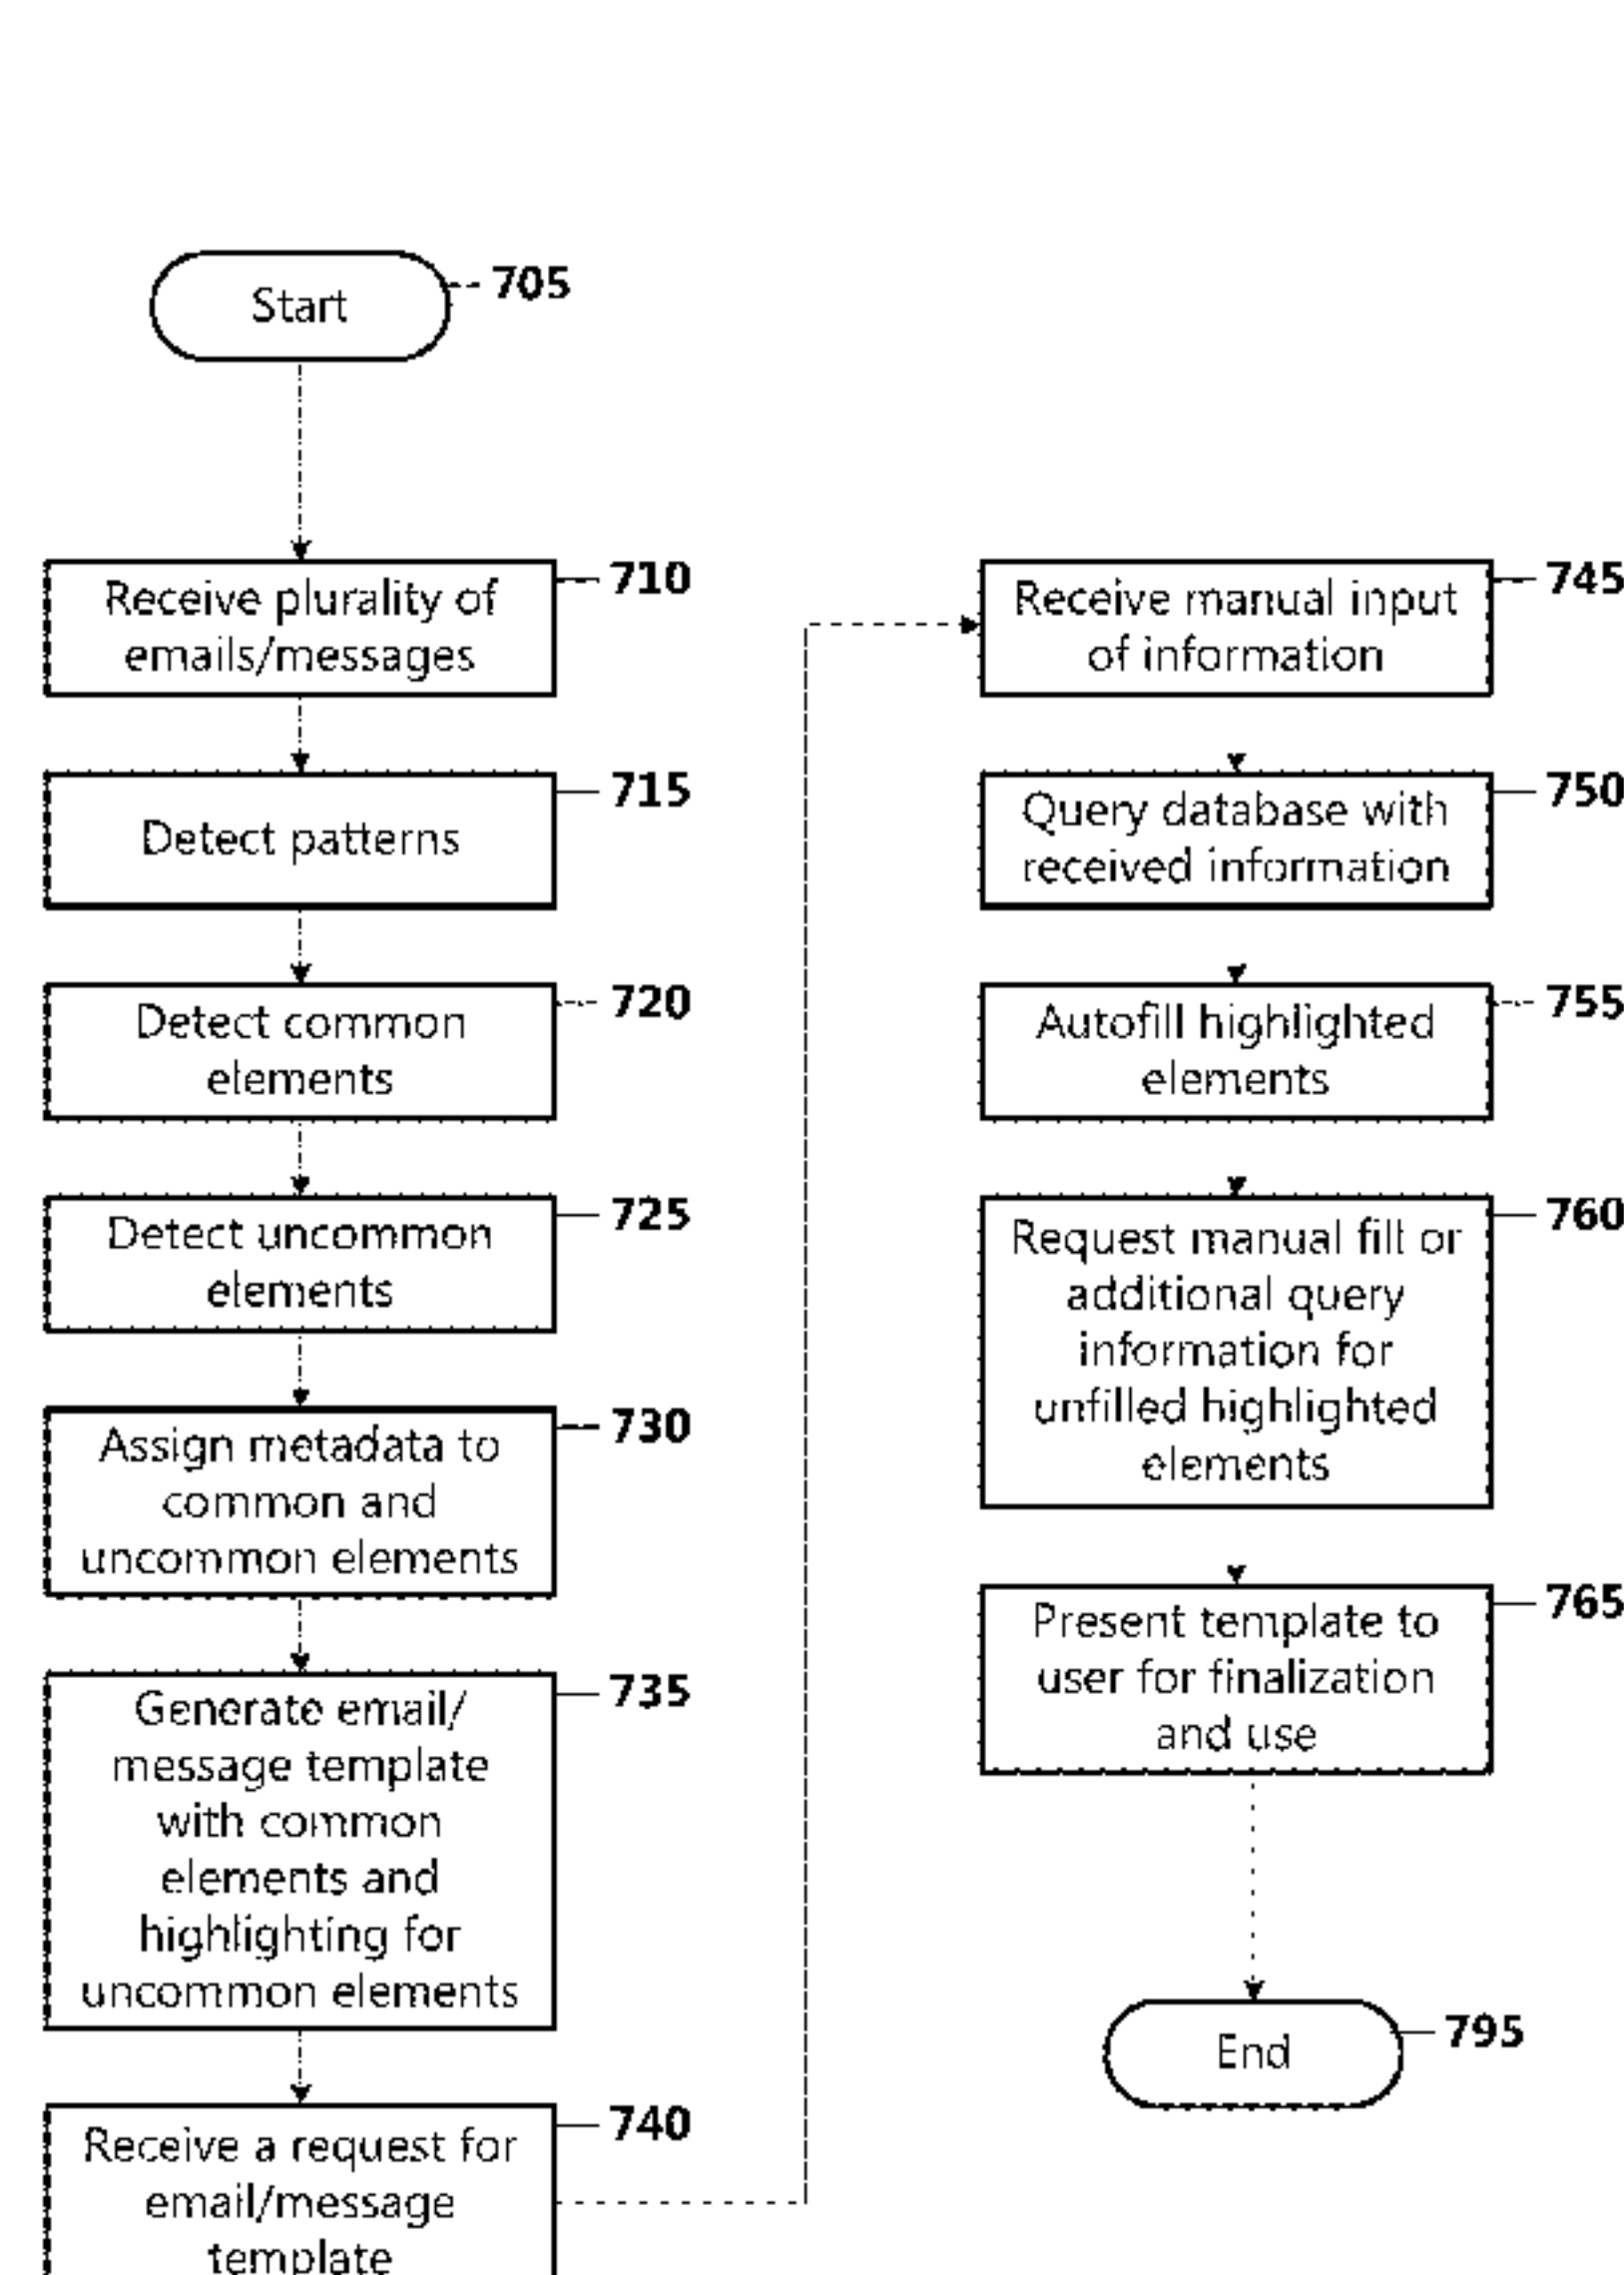 Start
705
Receive plurality of
emails/messages
710
Detect patterns
715
Detect common
elements
720
Detect uncommon
elements
725
Assign metadata to
common and
uncommon elements
730
Generate email/
message template
with common
elements and
highlighting for
uncommon elements
735
Receive a request for
email/message
template
740
Receive manual input
of information
745
Query database with
received information
750
Autofill highlighted
elements
755
Request manual fill or
additional query
information for
unfilled highlighted
elements
760
Present template to
user for finalization
and use
765
End
795